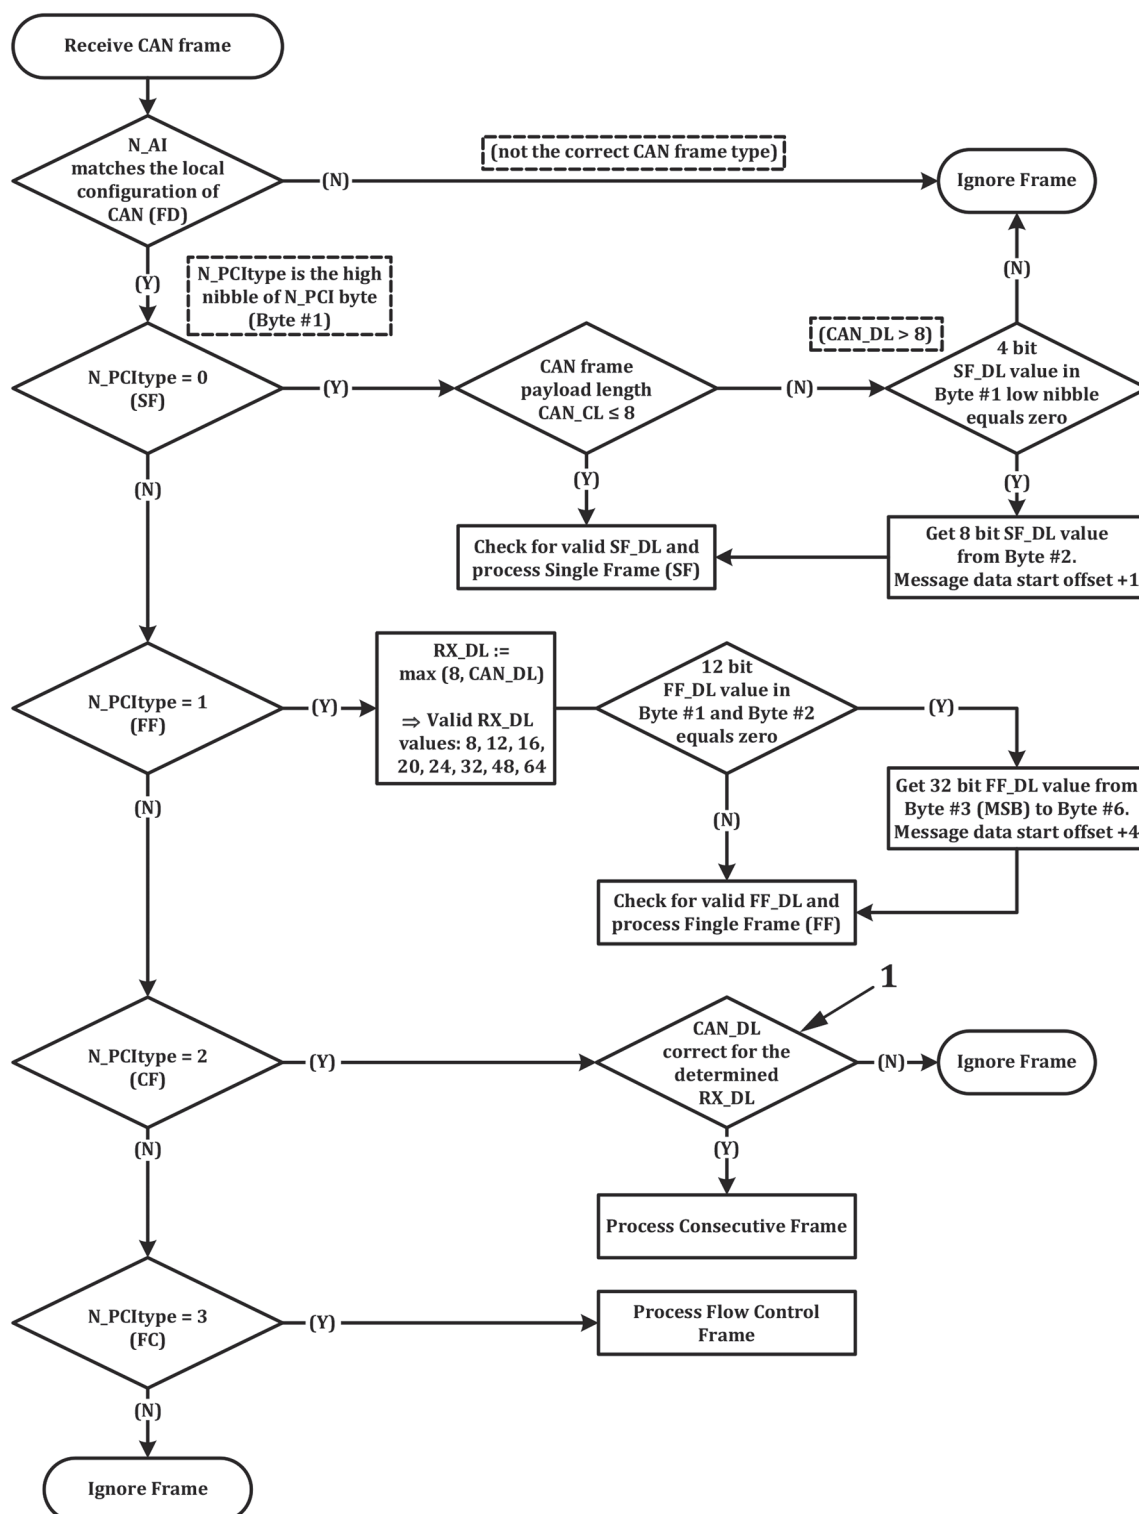 Receive CAN frame
N_AI
matches the local
configuration of
CAN (FD)
(N)
(not the correct CAN frame type)
Ignore Frame
(Y)
N_PCItype is the high
nibble of N_PCI byte
(Byte #1)
(N)
(CAN_DL > 8)
N_PCItype = 0
(SF)
(Y)
CAN frame
payload length
CAN_CL ≤ 8
(N)
4 bit
SF_DL value in
Byte #1 low nibble
equals zero
(N)
(Y)
(Y)
Check for valid SF_DL and
process Single Frame (SF)
Get 8 bit SF_DL value
from Byte #2.
Message data start offset +1
N_PCItype = 1
(FF)
(Y)
RX_DL :=
max (8, CAN_DL)
⇒ Valid RX_DL
values: 8, 12, 16,
20, 24, 32, 48, 64
12 bit
FF_DL value in
Byte #1 and Byte #2
equals zero
(Y)
(N)
(N)
Get 32 bit FF_DL value from
Byte #3 (MSB) to Byte #6.
Message data start offset +4
Check for valid FF_DL and
process Fingle Frame (FF)
1
N_PCItype = 2
(CF)
(Y)
CAN_DL
correct for the
determined
RX_DL
(N)
Ignore Frame
(N)
(Y)
Process Consecutive Frame
N_PCItype = 3
(FC)
(Y)
Process Flow Control
Frame
(N)
Ignore Frame